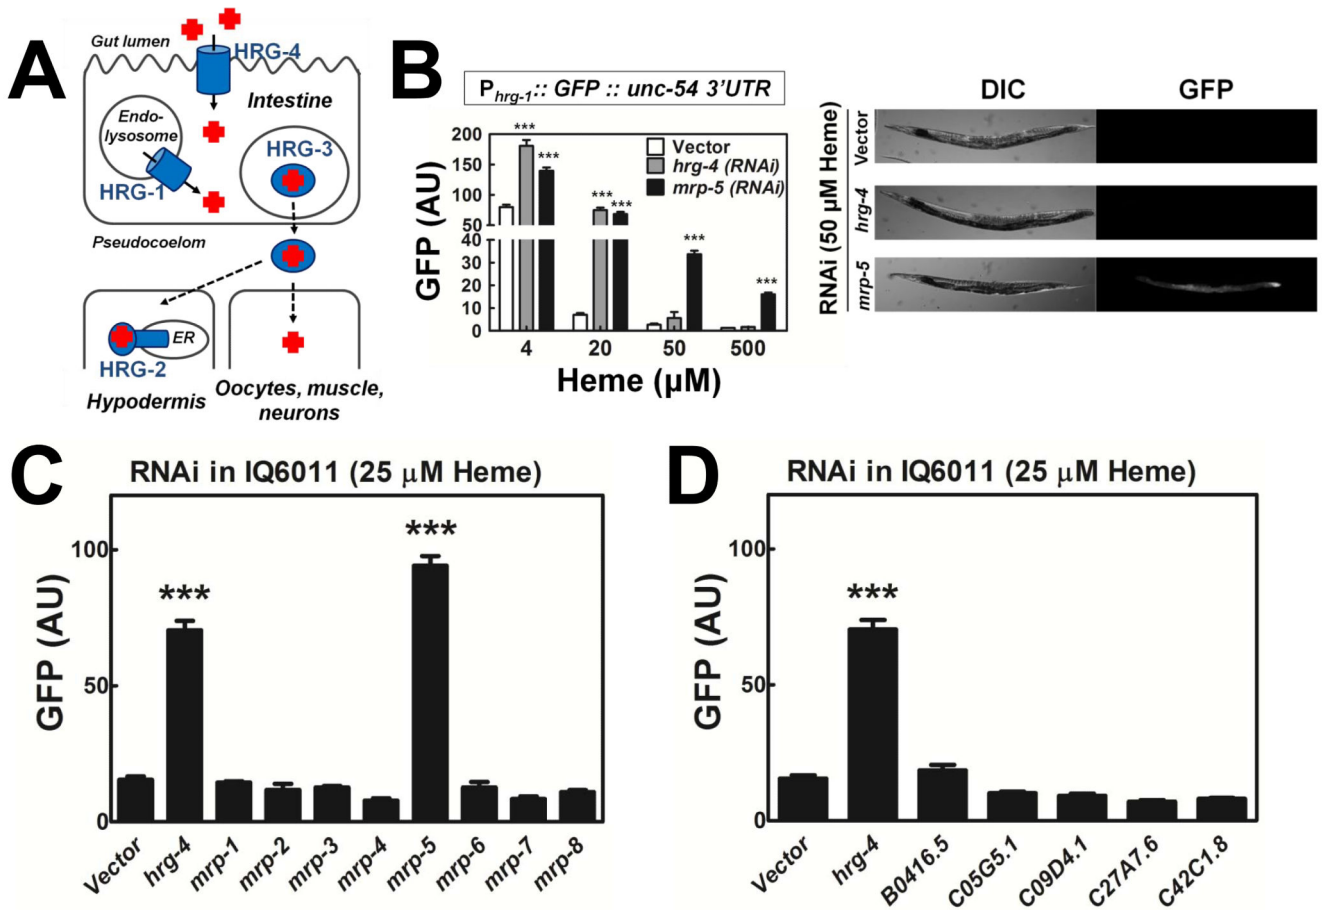 A
Gut lumen
HRG-4
Intestine
Endo-
lysosome
HRG-1
HRG-3
Pseudocoelom
ER
HRG-2
Hypodermis
Oocytes, muscle,
neurons
B
Phrg-1:: GFP :: unc-54 3'UTR
GFP (AU)
200
150
100
50
40
30
20
10
0
***
***
***
***
***
***
Vector
hrg-4 (RNAi)
mrp-5 (RNAi)
4
20
50
500
Heme (µM)
DIC
GFP
RNAi (50 µM Heme)
Vector
hrg-4
mrp-5
C
RNAi in IQ6011 (25 µM Heme)
GFP (AU)
100
50
0
***
***
Vector
hrg-4
mrp-1
mrp-2
mrp-3
mrp-4
mrp-5
mrp-6
mrp-7
mrp-8
D
RNAi in IQ6011 (25 µM Heme)
GFP (AU)
100
50
0
***
Vector
hrg-4
B0416.5
C05G5.1
C09D4.1
C27A7.6
C42C1.8